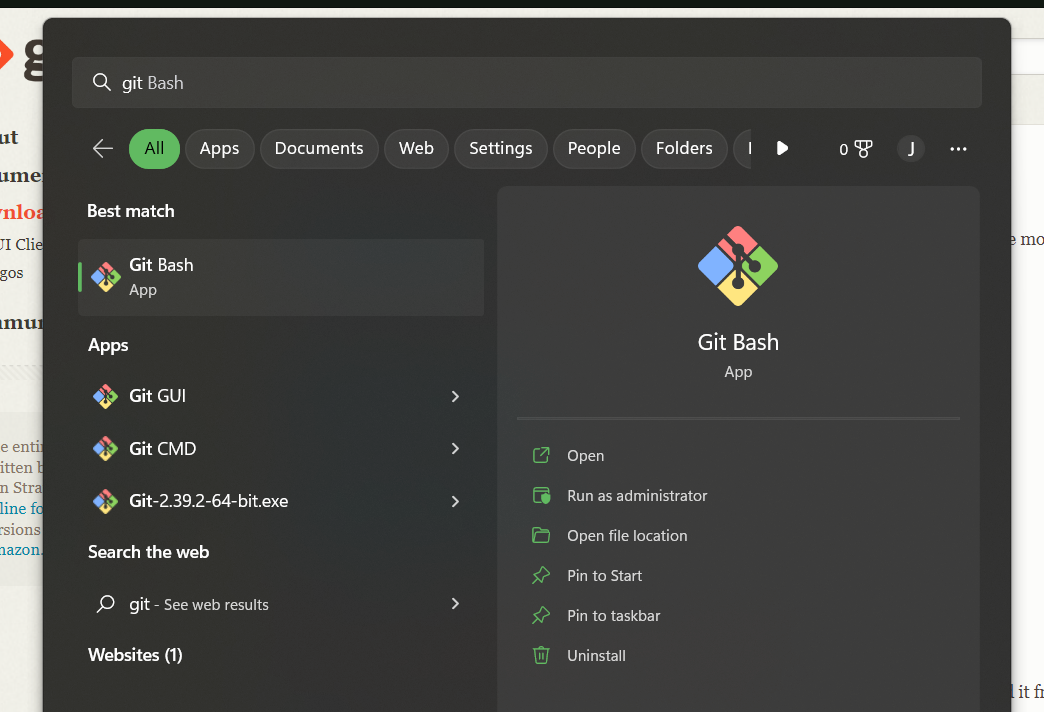 git Bash
All
Apps
Documents
Web
Settings
People
Folders
0
J
Best match
Git Bash
App
Apps
Git GUI
Git CMD
Git-2.39.2-64-bit.exe
Search the web
git - See web results
Websites (1)
Git Bash
App
Open
Run as administrator
Open file location
Pin to Start
Pin to taskbar
Uninstall